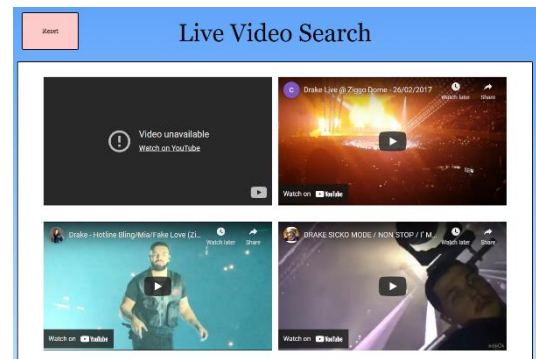 Reset
Live Video Search
Video unavailable
Watch on YouTube
C Drake Live @ Ziggo Dome - 26/02/2017
Watch later
Share
Watch on YouTube
Drake - Hotline Bling/Mia/Fake Love (Zi...
Watch later
Share
DRAKE SICKO MODE / NON STOP / I'M...
Watch later
Share
Watch on YouTube
Watch on YouTube